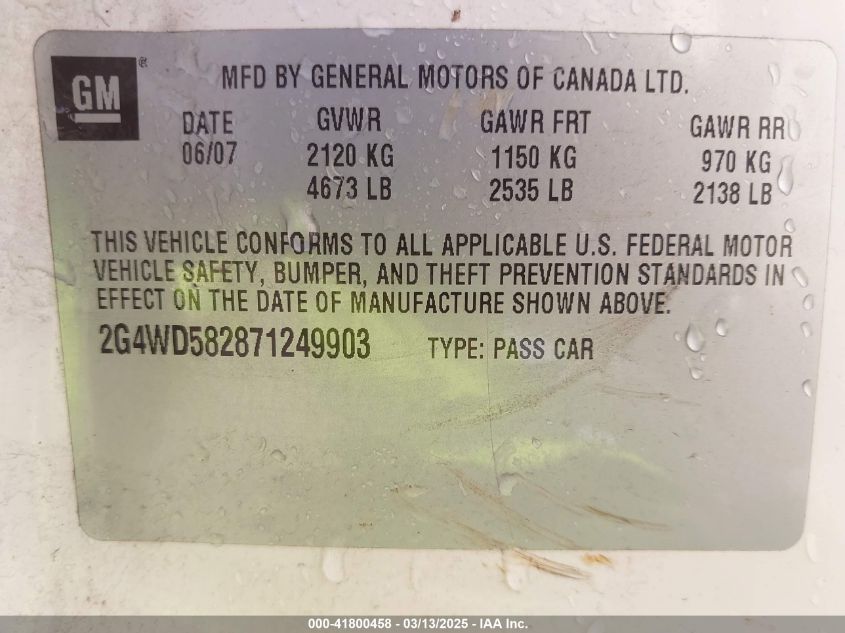 GM®
MFD BY GENERAL MOTORS OF CANADA LTD.
DATE GVWR GAWR FRT GAWR RR
06/07 2120 KG 1150 KG 970 KG
4673 LB 2535 LB 2138 LB
THIS VEHICLE CONFORMS TO ALL APPLICABLE U.S. FEDERAL MOTOR
VEHICLE SAFETY, BUMPER, AND THEFT PREVENTION STANDARDS IN
EFFECT ON THE DATE OF MANUFACTURE SHOWN ABOVE.
2G4WD582871249903 TYPE: PASS CAR
000-41800458 - 03/13/2025 - IAA Inc.